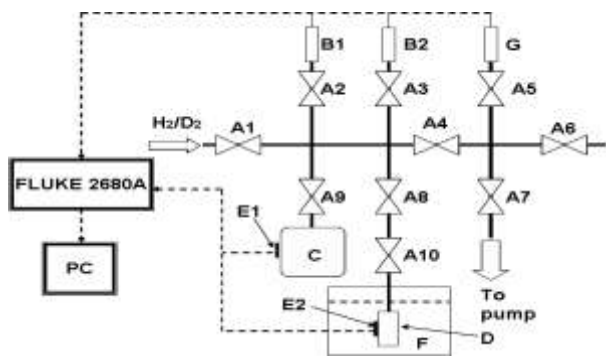 B1
B2
G
A2
A3
A5
H2/D2
A1
A4
A6
FLUKE 2680A
E1
A9
A8
A7
PC
C
A10
E2
F
D
To
pump